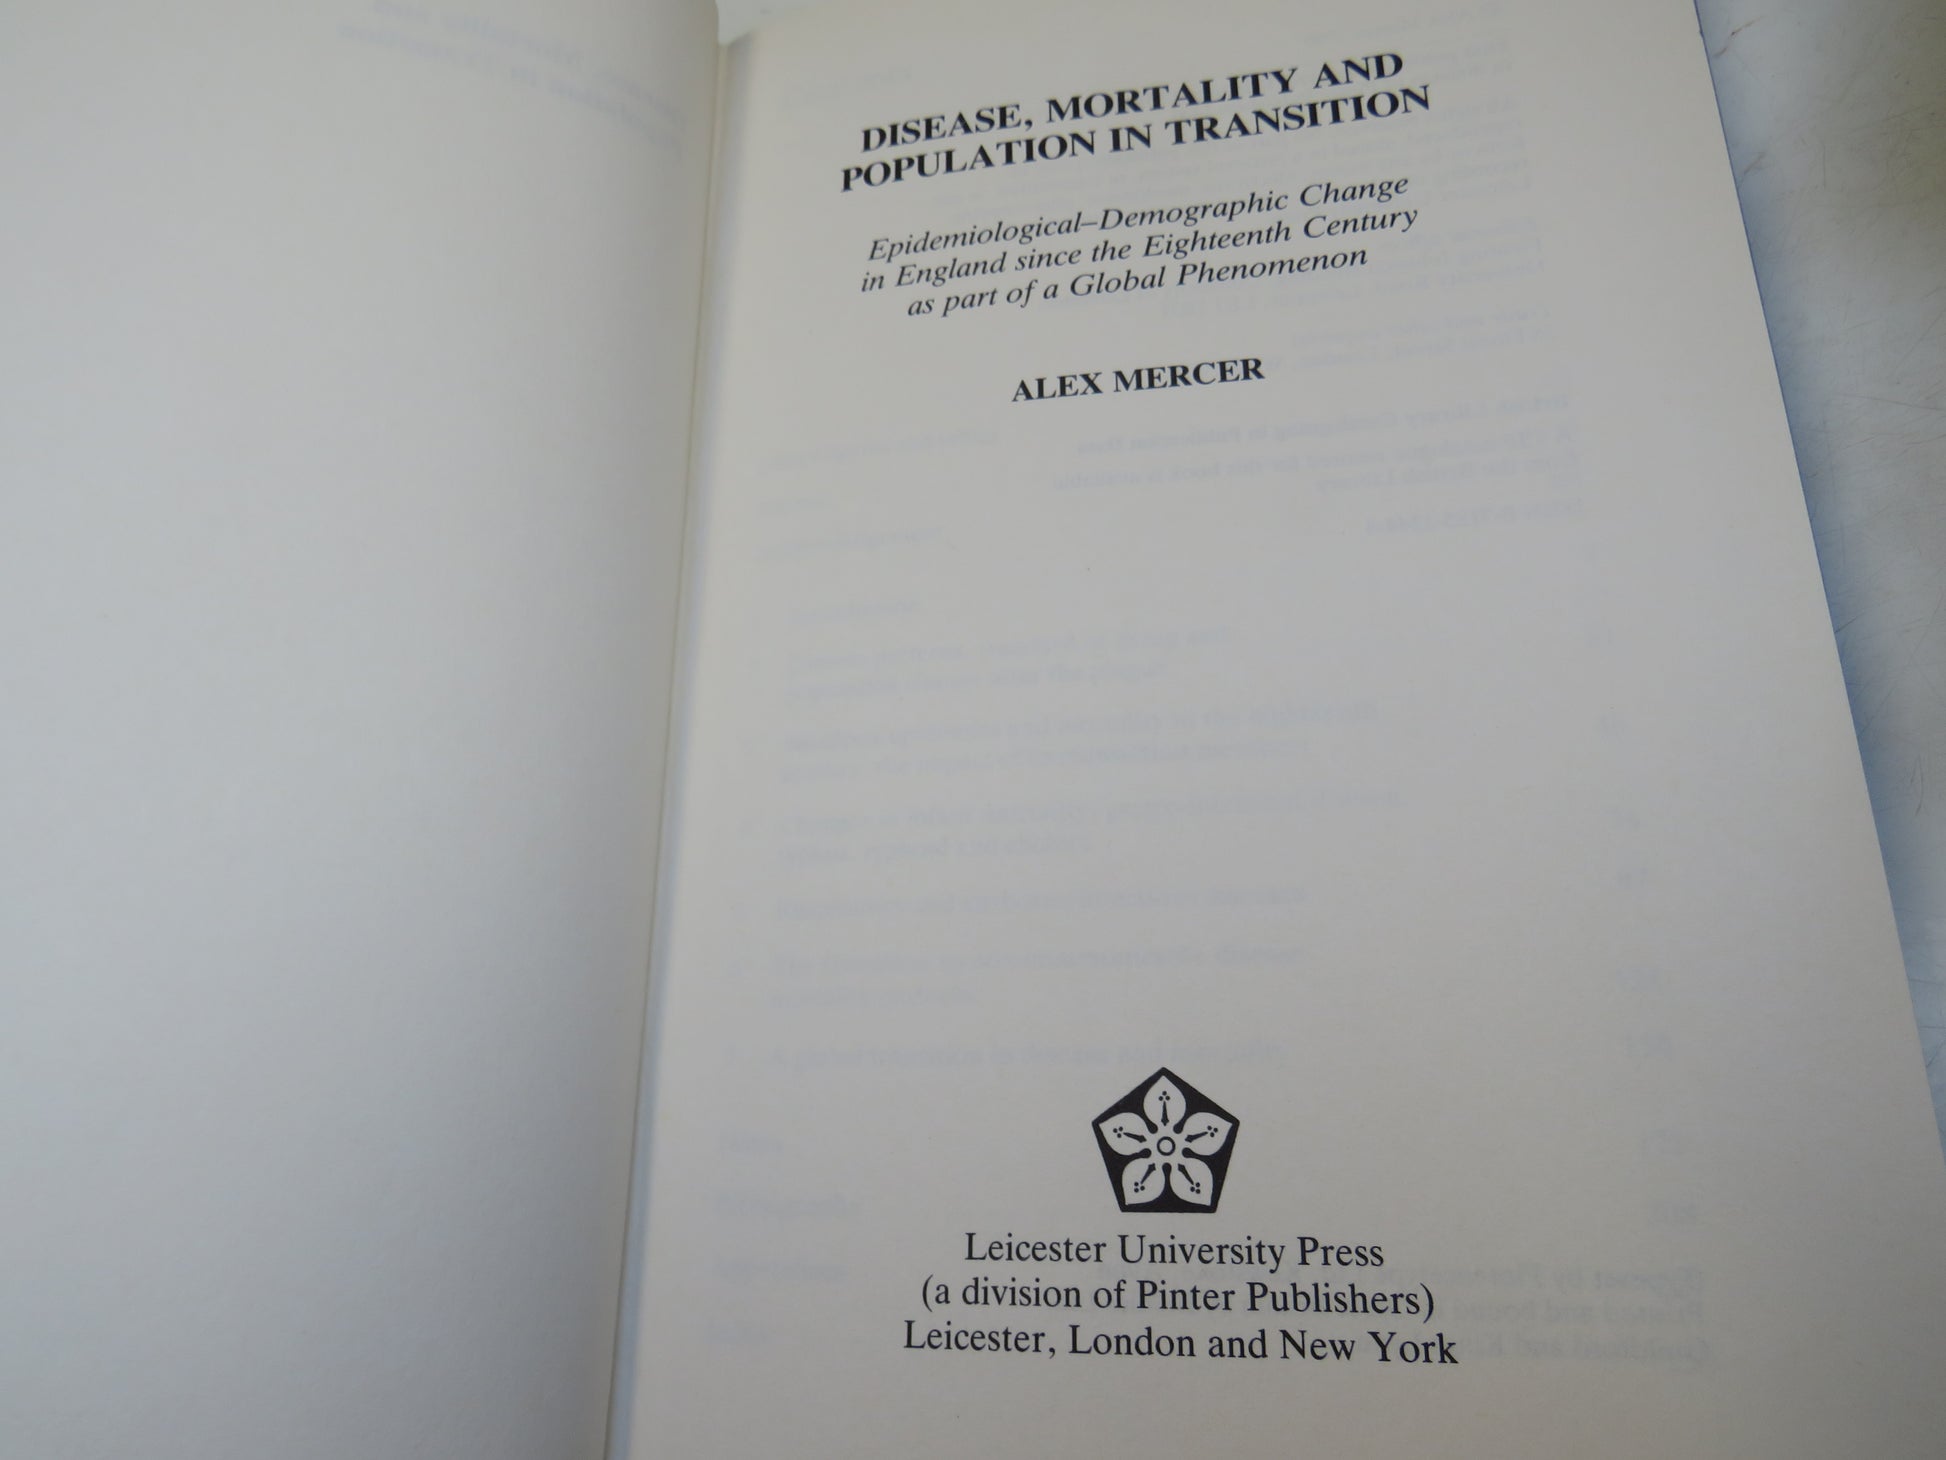 DISEASE, MORTALITY AND
POPULATION IN TRANSITION
Epidemiological–Demographic Change
in England since the Eighteenth Century
as part of a Global Phenomenon
ALEX MERCER
Leicester University Press
(a division of Pinter Publishers)
Leicester, London and New York